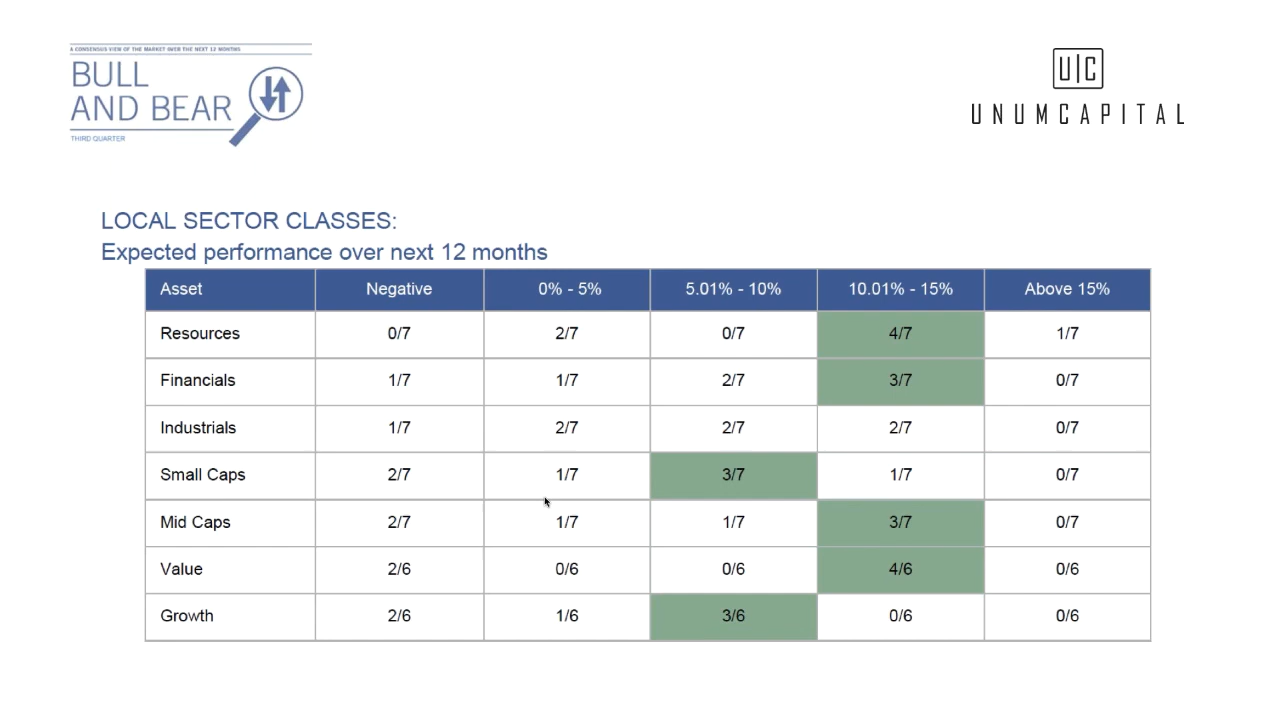 A CONSENSUS VIEW OF THE MARKET OVER THE NEXT 12 MONTHS
BULL
AND BEAR
THIRD QUARTER
U|C
UNUMCAPITAL
LOCAL SECTOR CLASSES:
Expected performance over next 12 months
Asset Negative 0% - 5% 5.01% - 10% 10.01% - 15% Above 15%
Resources 0/7 2/7 0/7 4/7 1/7
Financials 1/7 1/7 2/7 3/7 0/7
Industrials 1/7 2/7 2/7 2/7 0/7
Small Caps 2/7 1/7 3/7 1/7 0/7
Mid Caps 2/7 1/7 1/7 3/7 0/7
Value 2/6 0/6 0/6 4/6 0/6
Growth 2/6 1/6 3/6 0/6 0/6